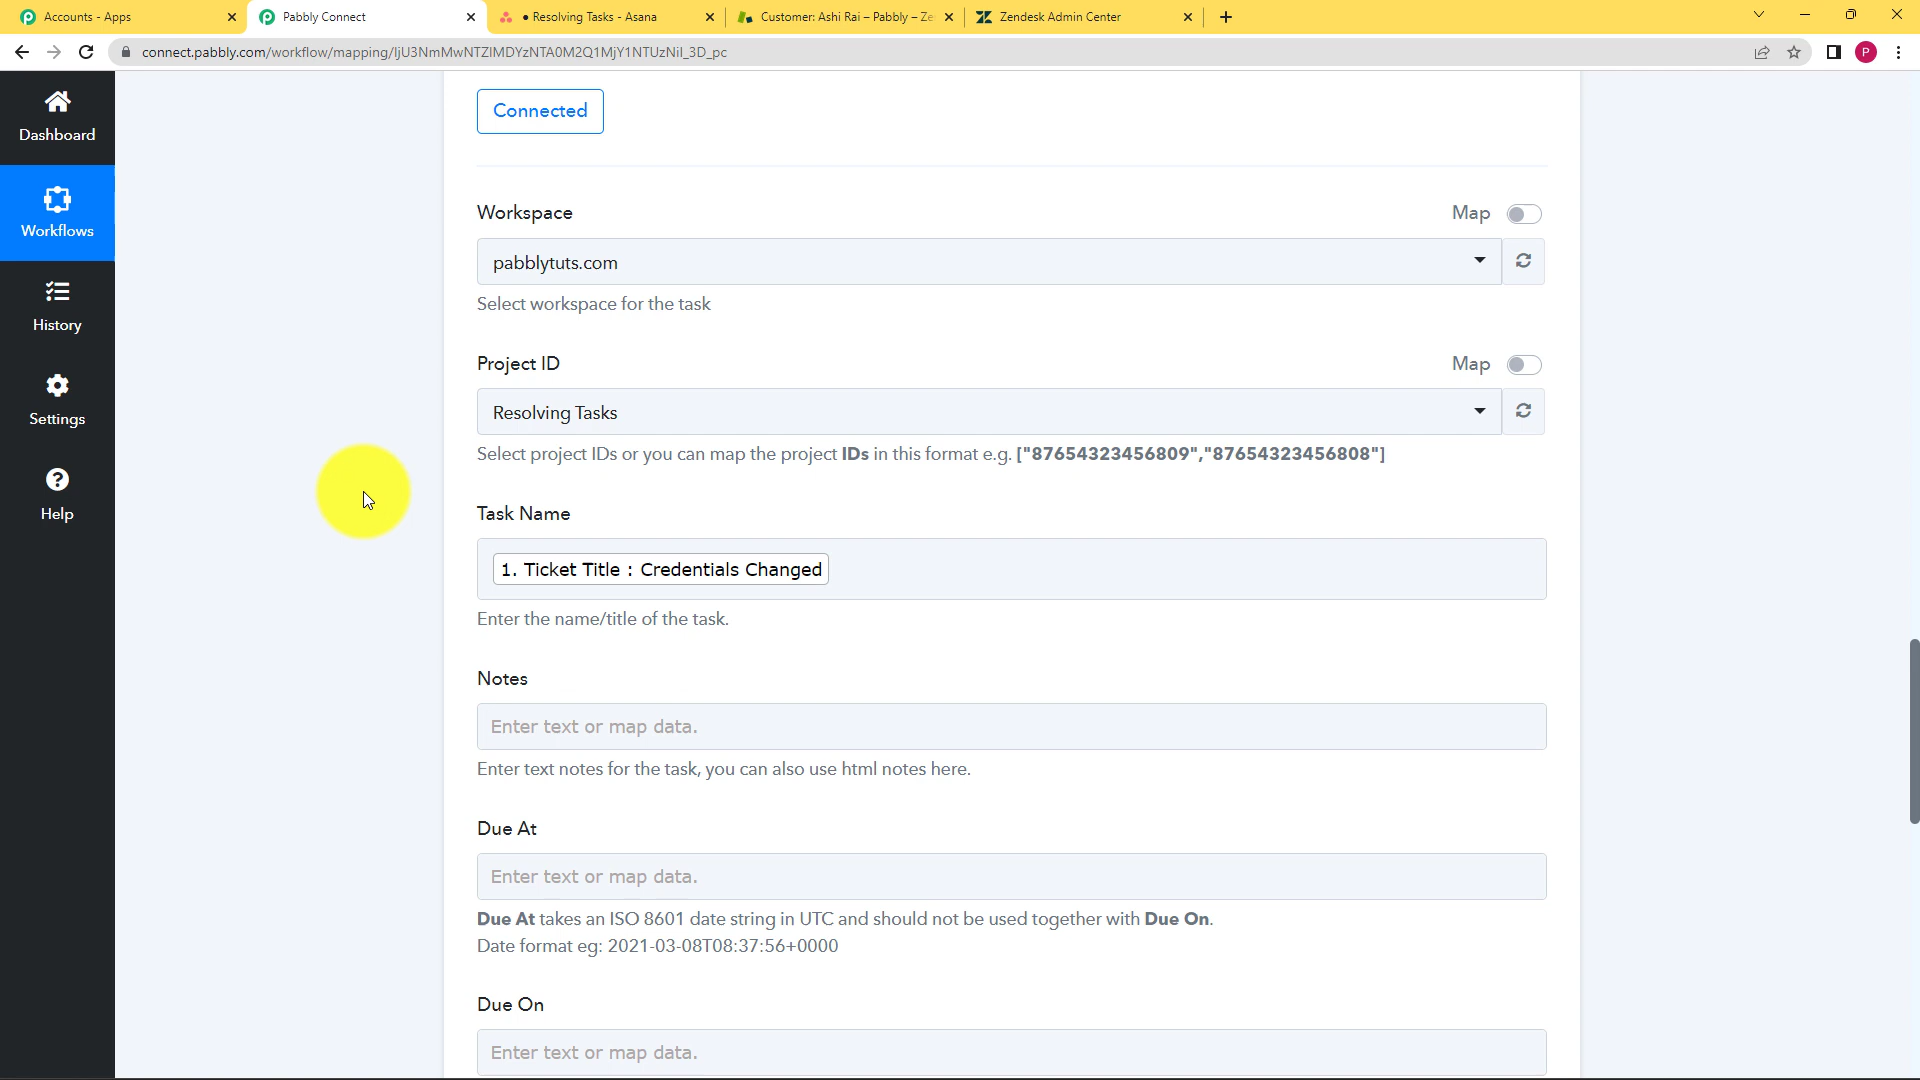 Accounts - Apps
Pabbly Connect
• Resolving Tasks - Asana
Customer: Ashi Rai – Pabbly – Ze
Zendesk Admin Center
connect.pabbly.com/workflow/mapping/IjU3NmMwNTZlMDYzNTA0M2Q1MjY1NTUzNiI_3D_pc
P
Dashboard
Workflows
History
Settings
Help
Connected
Workspace
Map
pabblytuts.com
Select workspace for the task
Project ID
Map
Resolving Tasks
Select project IDs or you can map the project IDs in this format e.g. ["87654323456809","87654323456808"]
Task Name
1. Ticket Title : Credentials Changed
Enter the name/title of the task.
Notes
Enter text or map data.
Enter text notes for the task, you can also use html notes here.
Due At
Enter text or map data.
Due At takes an ISO 8601 date string in UTC and should not be used together with Due On.
Date format eg: 2021-03-08T08:37:56+0000
Due On
Enter text or map data.